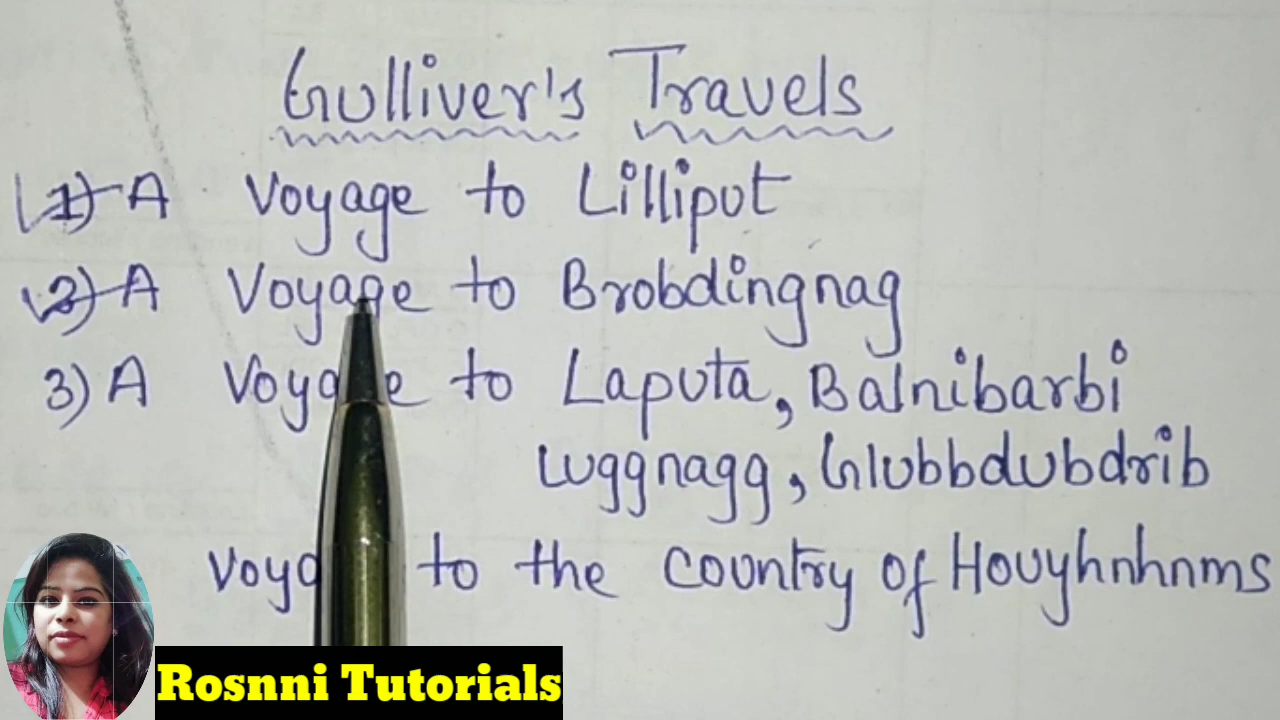 Gulliver's Travels
1) A Voyage to Lilliput
2) A Voyage to Brobdingnag
3) A Voyage to Laputa, Balnibarbi
Luggnagg, Glubbdubdrib
to the country of Houyhnhnms
Rosnni Tutorials